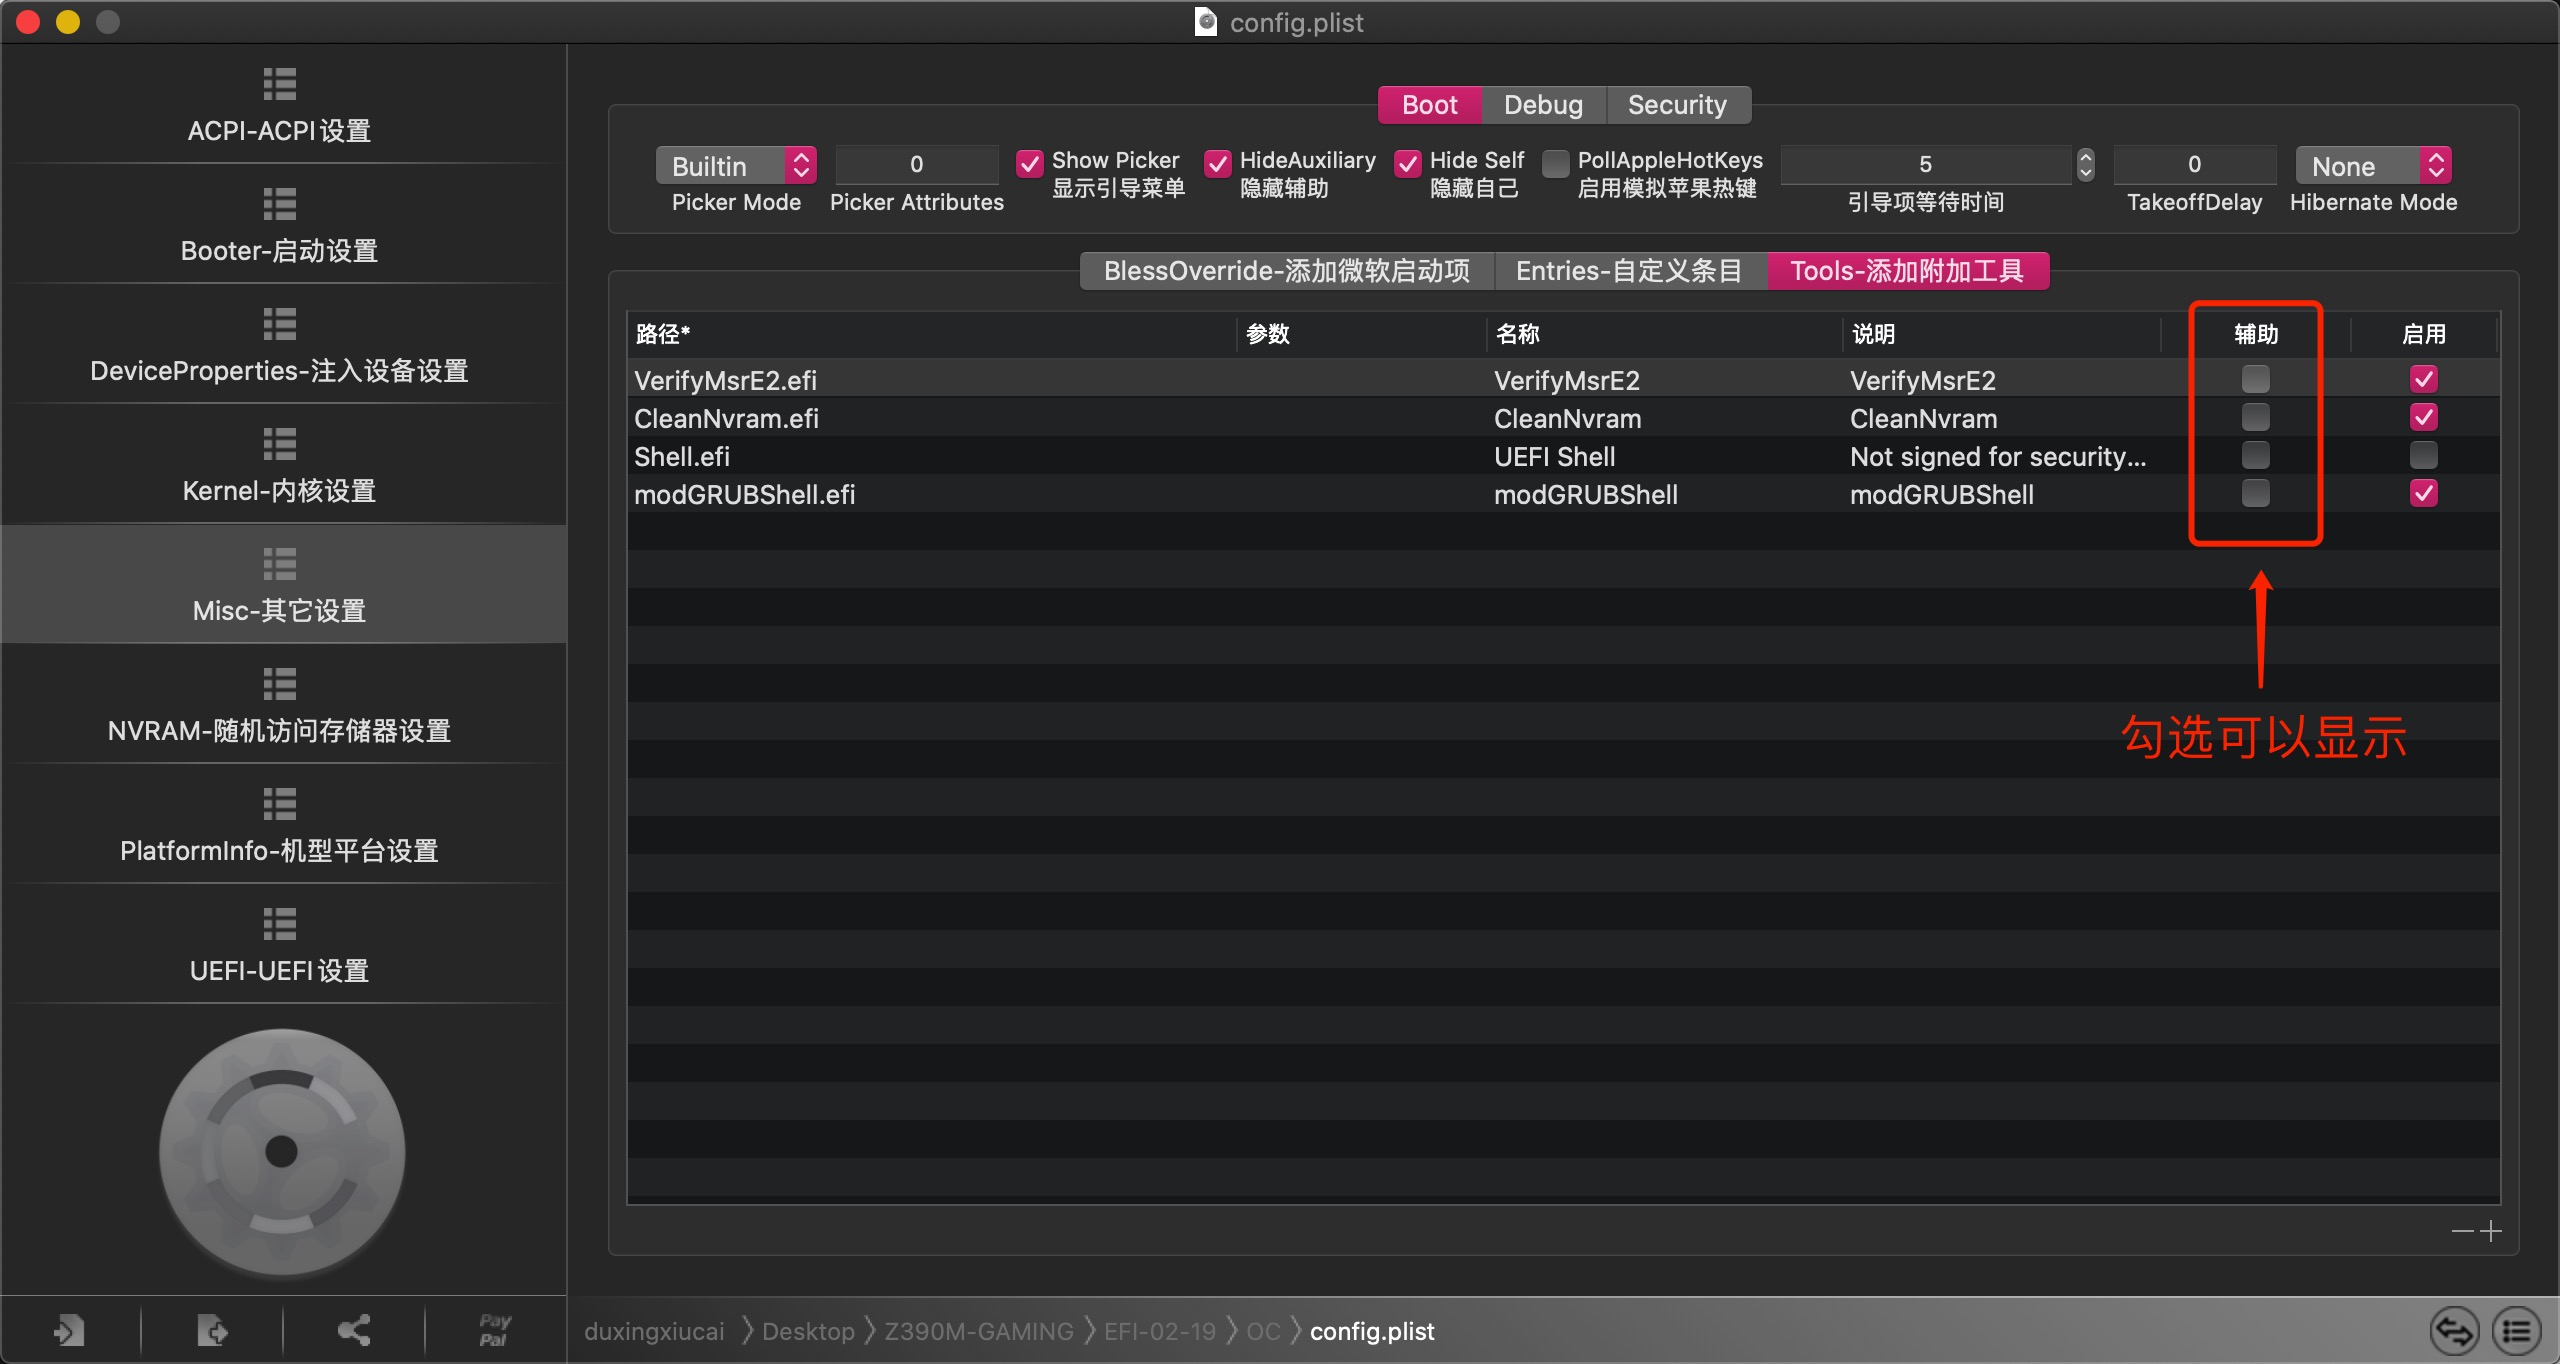 config.plist
ACPI-ACPI设置
Booter-启动设置
DeviceProperties-注入设备设置
Kernel-内核设置
Misc-其它设置
NVRAM-随机访问存储器设置
PlatformInfo-机型平台设置
UEFI-UEFI设置
Pay
Pal
Boot Debug Security
Builtin
Picker Mode
0
Picker Attributes
Show Picker
显示引导菜单
HideAuxiliary
隐藏辅助
Hide Self
隐藏自己
PollAppleHotKeys
启用模拟苹果热键
5
引导项等待时间
0
TakeoffDelay
None
Hibernate Mode
BlessOverride-添加微软启动项 Entries-自定义条目 Tools-添加附加工具
路径* 参数 名称 说明 辅助 启用
VerifyMsrE2.efi VerifyMsrE2 VerifyMsrE2
CleanNvram.efi CleanNvram CleanNvram
Shell.efi UEFI Shell Not signed for security...
modGRUBShell.efi modGRUBShell modGRUBShell
勾选可以显示
duxingxiucai Desktop Z390M-GAMING EFI-02-19 OC config.plist